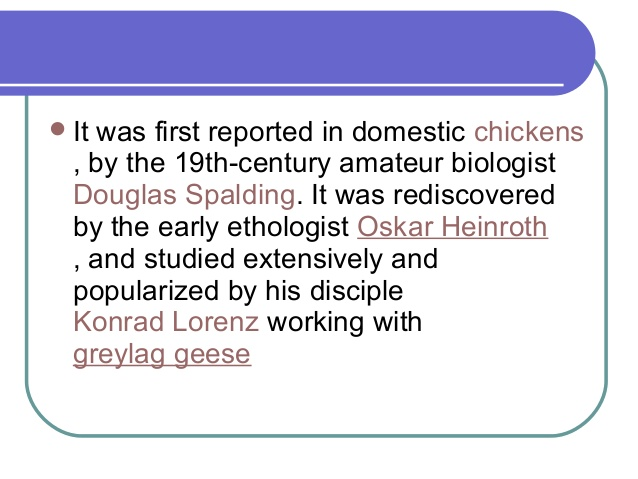 It was first reported in domestic chickens
, by the 19th-century amateur biologist
Douglas Spalding. It was rediscovered
by the early ethologist Oskar Heinroth
, and studied extensively and
popularized by his disciple
Konrad Lorenz working with
greylag geese